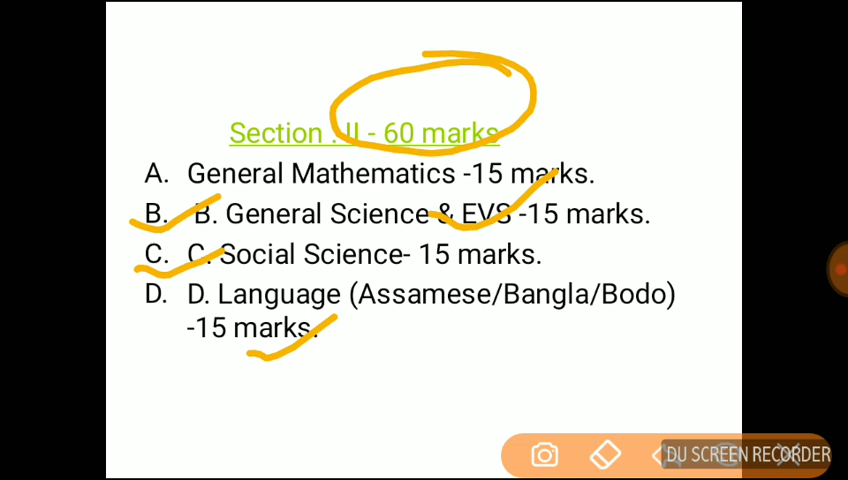 Section . II - 60 marks
A. General Mathematics -15 marks.
B. B. General Science & EVS -15 marks.
C. C. Social Science- 15 marks.
D. D. Language (Assamese/Bangla/Bodo)
-15 marks.
DU SCREEN RECORDER